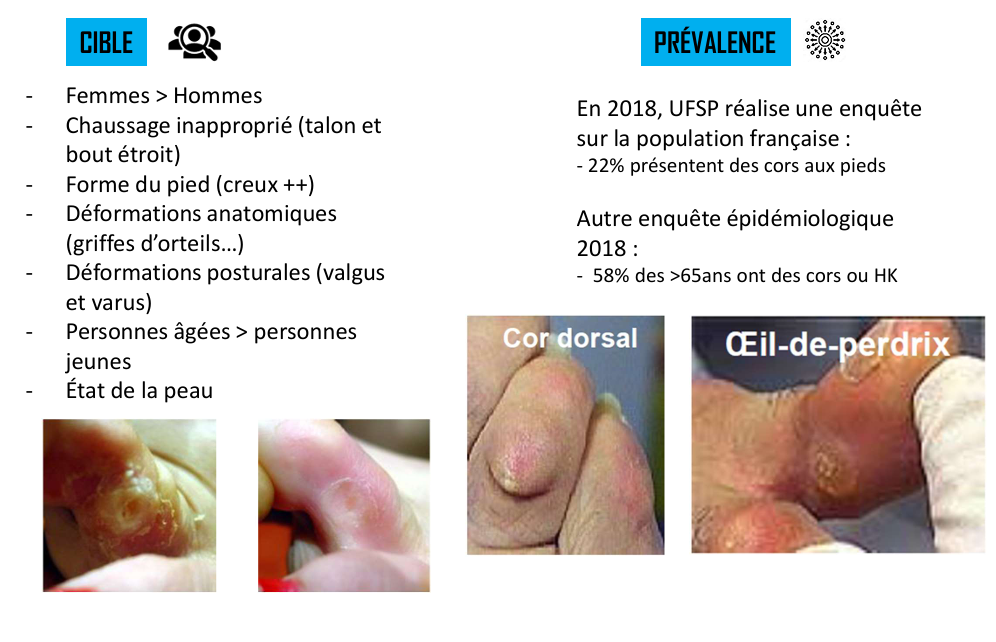 CIBLE
- Femmes > Hommes
- Chaussage inapproprié (talon et
bout étroit)
- Forme du pied (creux ++)
- Déformations anatomiques
(griffes d’orteils…)
- Déformations posturales (valgus
et varus)
- Personnes âgées > personnes
jeunes
- État de la peau
PRÉVALENCE
En 2018, UFSP réalise une enquête
sur la population française :
- 22% présentent des cors aux pieds
Autre enquête épidémiologique
2018 :
- 58% des >65ans ont des cors ou HK
Cor dorsal
Œil-de-perdrix